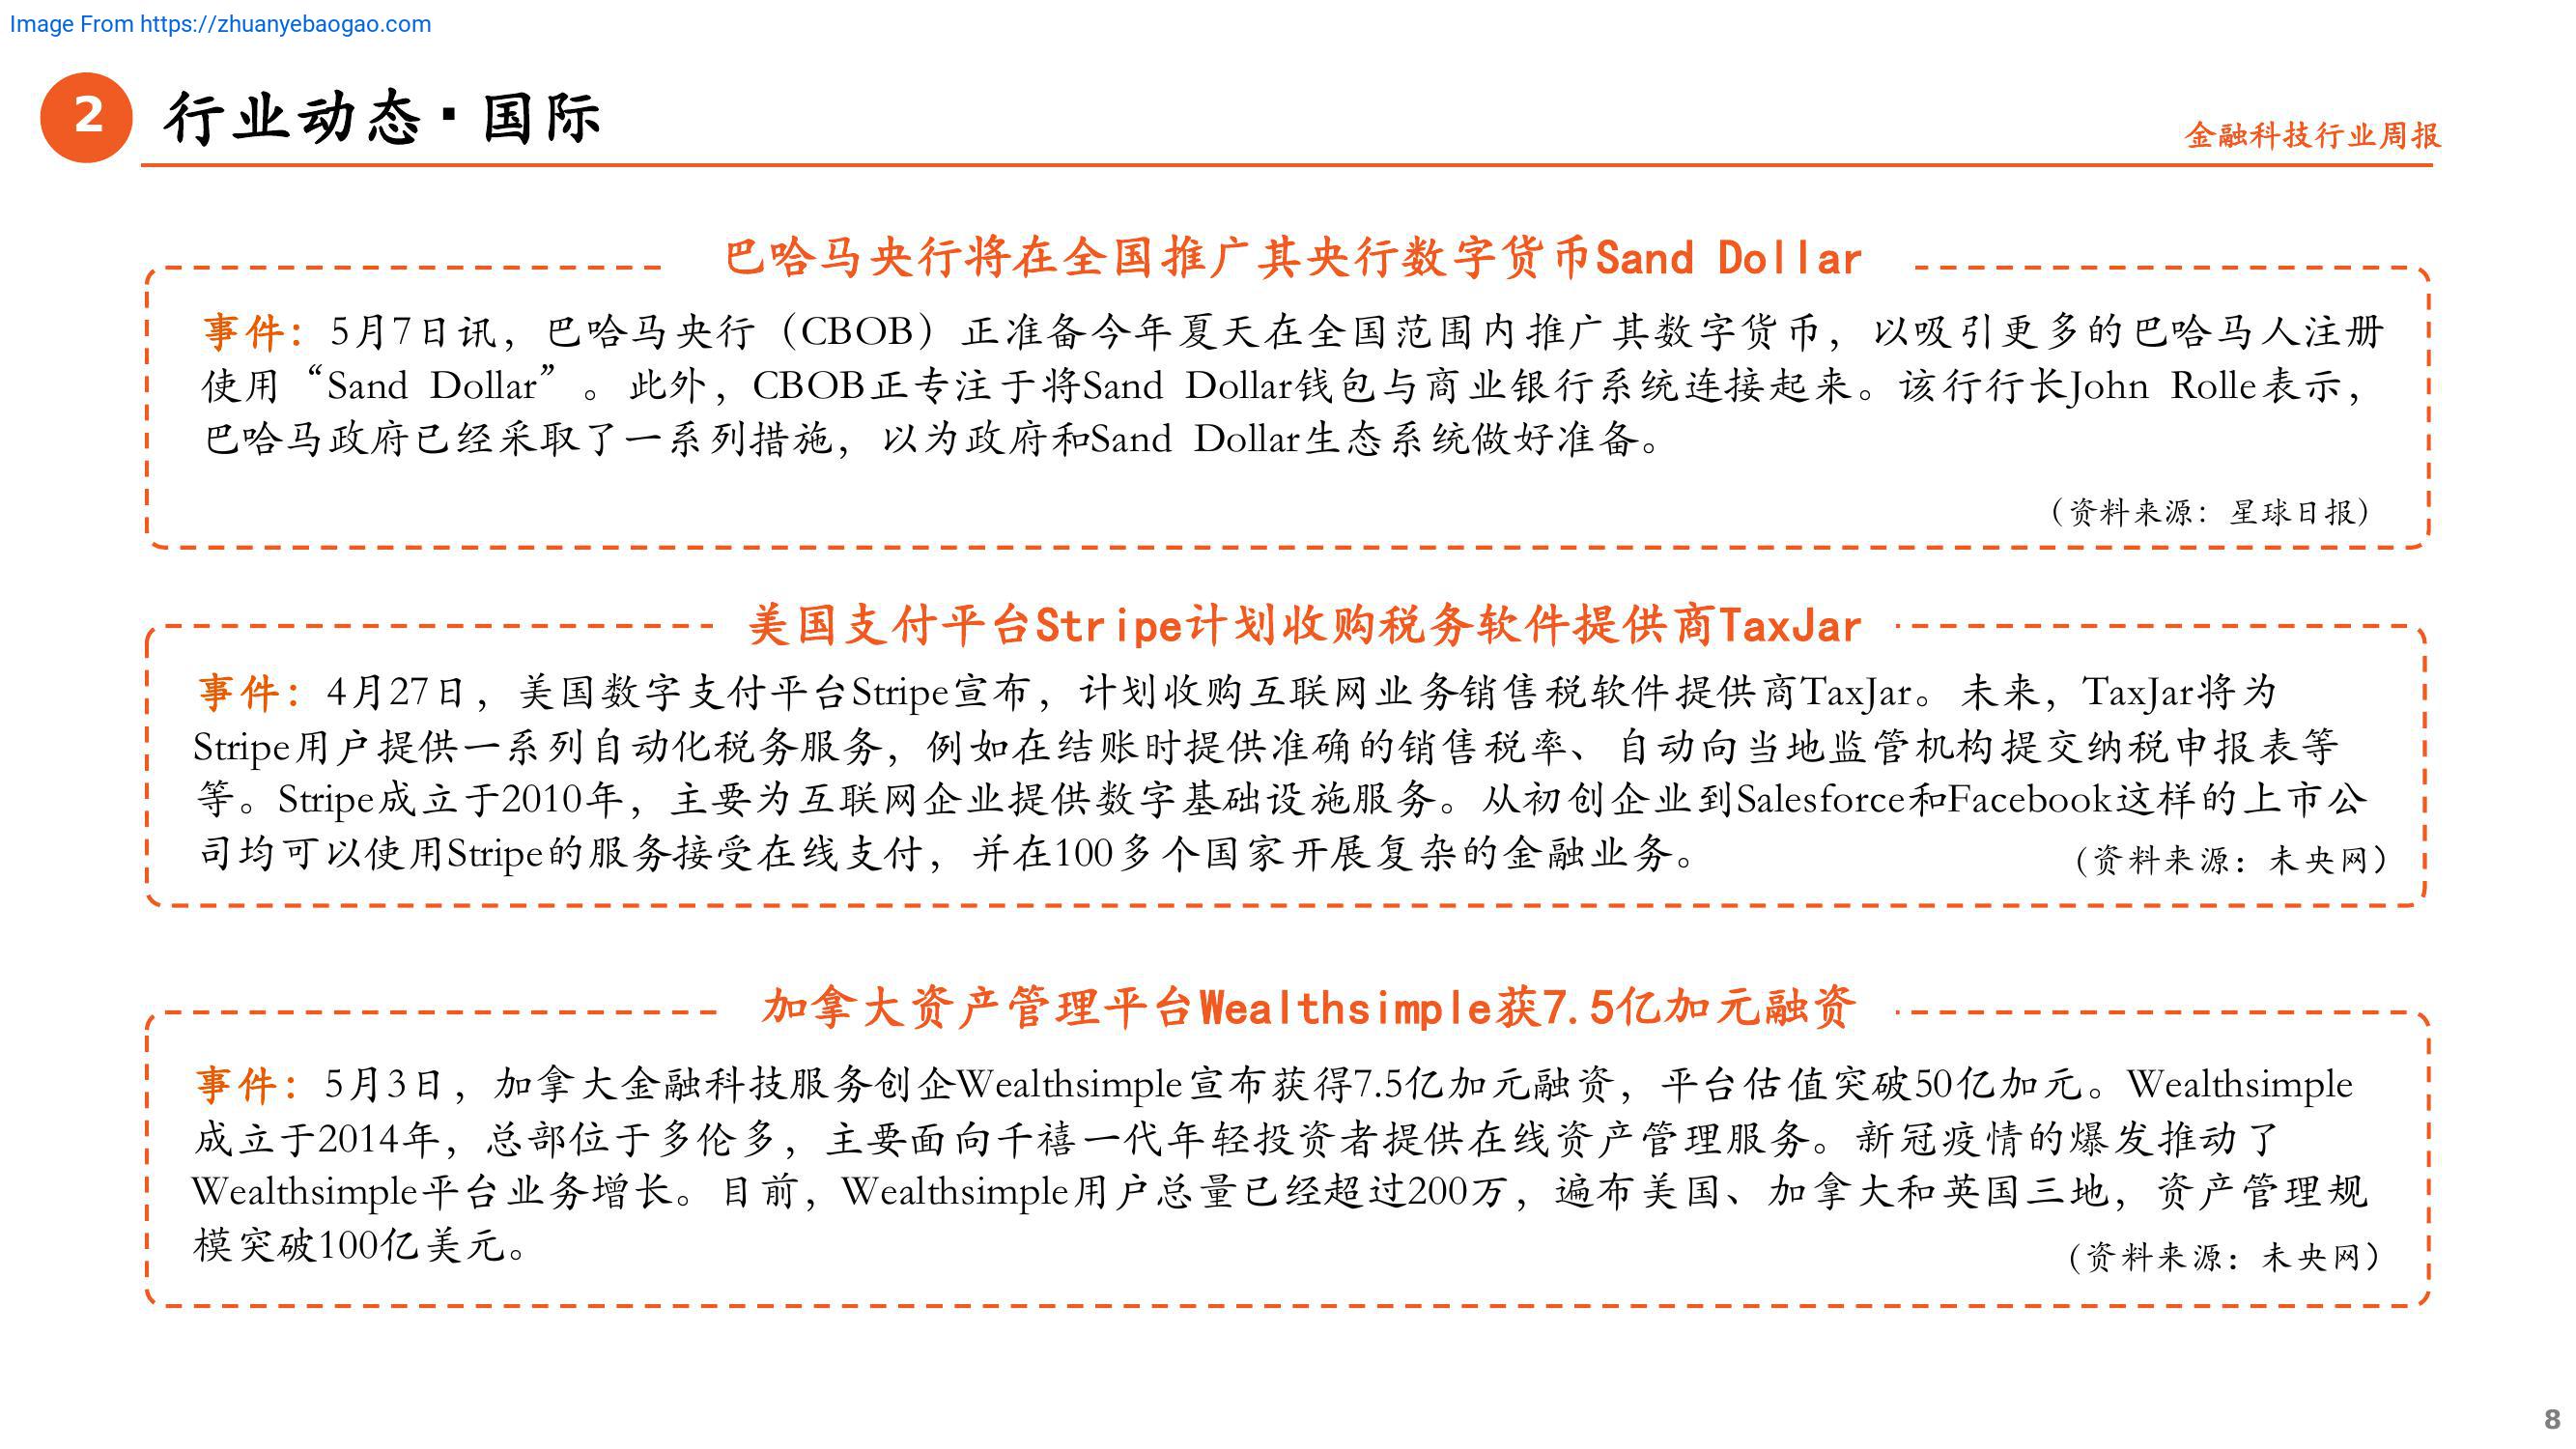 Image From https://zhuanyebaogao.com
2 行业动态·国际
金融科技行业周报
巴哈马央行将在全国推广其央行数字货币Sand Dollar
事件：5月7日讯，巴哈马央行（CBOB）正准备今年夏天在全国范围内推广其数字货币，以吸引更多的巴哈马人注册
使用“Sand Dollar”。此外，CBOB正专注于将Sand Dollar钱包与商业银行系统连接起来。该行行长John Rolle表示，
巴哈马政府已经采取了一系列措施，以为政府和Sand Dollar生态系统做好准备。
（资料来源：星球日报）
美国支付平台Stripe计划收购税务软件提供商TaxJar
事件：4月27日，美国数字支付平台Stripe宣布，计划收购互联网业务销售税软件提供商TaxJar。未来，TaxJar将为
Stripe用户提供一系列自动化税务服务，例如在结账时提供准确的销售税率、自动向当地监管机构提交纳税申报表等
等。Stripe成立于2010年，主要为互联网企业提供数字基础设施服务。从初创企业到Salesforce和Facebook这样的上市公
司均可以使用Stripe的服务接受在线支付，并在100多个国家开展复杂的金融业务。
（资料来源：未央网）
加拿大资产管理平台Wealthsimple获7.5亿加元融资
事件：5月3日，加拿大金融科技服务创企Wealthsimple宣布获得7.5亿加元融资，平台估值突破50亿加元。Wealthsimple
成立于2014年，总部位于多伦多，主要面向千禧一代年轻投资者提供在线资产管理服务。新冠疫情的爆发推动了
Wealthsimple平台业务增长。目前，Wealthsimple用户总量已经超过200万，遍布美国、加拿大和英国三地，资产管理规
模突破100亿美元。
（资料来源：未央网）
8